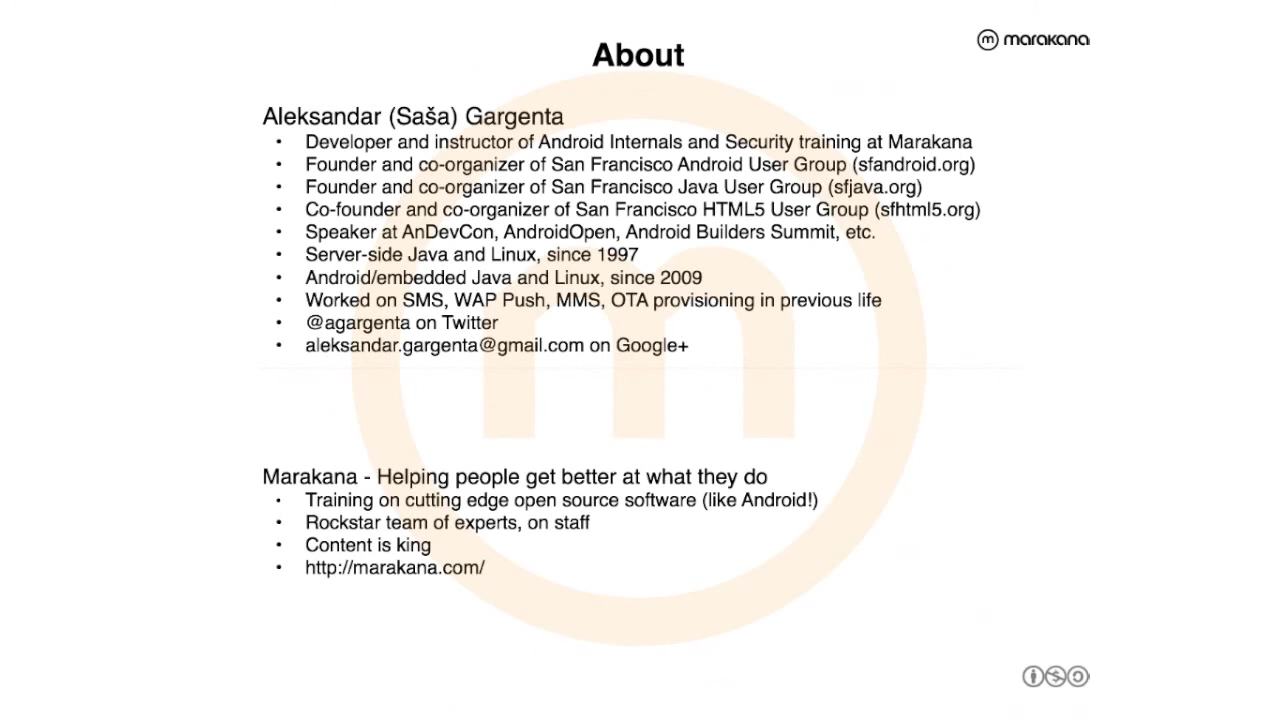 marakana
About
Aleksandar (Saša) Gargenta
• Developer and instructor of Android Internals and Security training at Marakana
• Founder and co-organizer of San Francisco Android User Group (sfandroid.org)
• Founder and co-organizer of San Francisco Java User Group (sfjava.org)
• Co-founder and co-organizer of San Francisco HTML5 User Group (sfhtml5.org)
• Speaker at AnDevCon, AndroidOpen, Android Builders Summit, etc.
• Server-side Java and Linux, since 1997
• Android/embedded Java and Linux, since 2009
• Worked on SMS, WAP Push, MMS, OTA provisioning in previous life
• @agargenta on Twitter
• aleksandar.gargenta@gmail.com on Google+
Marakana - Helping people get better at what they do
• Training on cutting edge open source software (like Android!)
• Rockstar team of experts, on staff
• Content is king
• http://marakana.com/